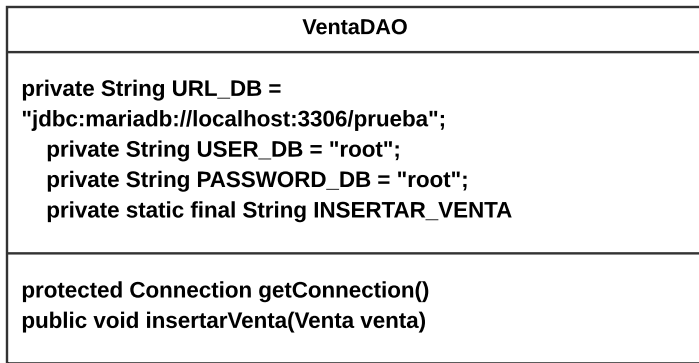 VentaDAO
private String URL_DB =
"jdbc:mariadb://localhost:3306/prueba";
private String USER_DB = "root";
private String PASSWORD_DB = "root";
private static final String INSERTAR_VENTA
protected Connection getConnection()
public void insertarVenta(Venta venta)